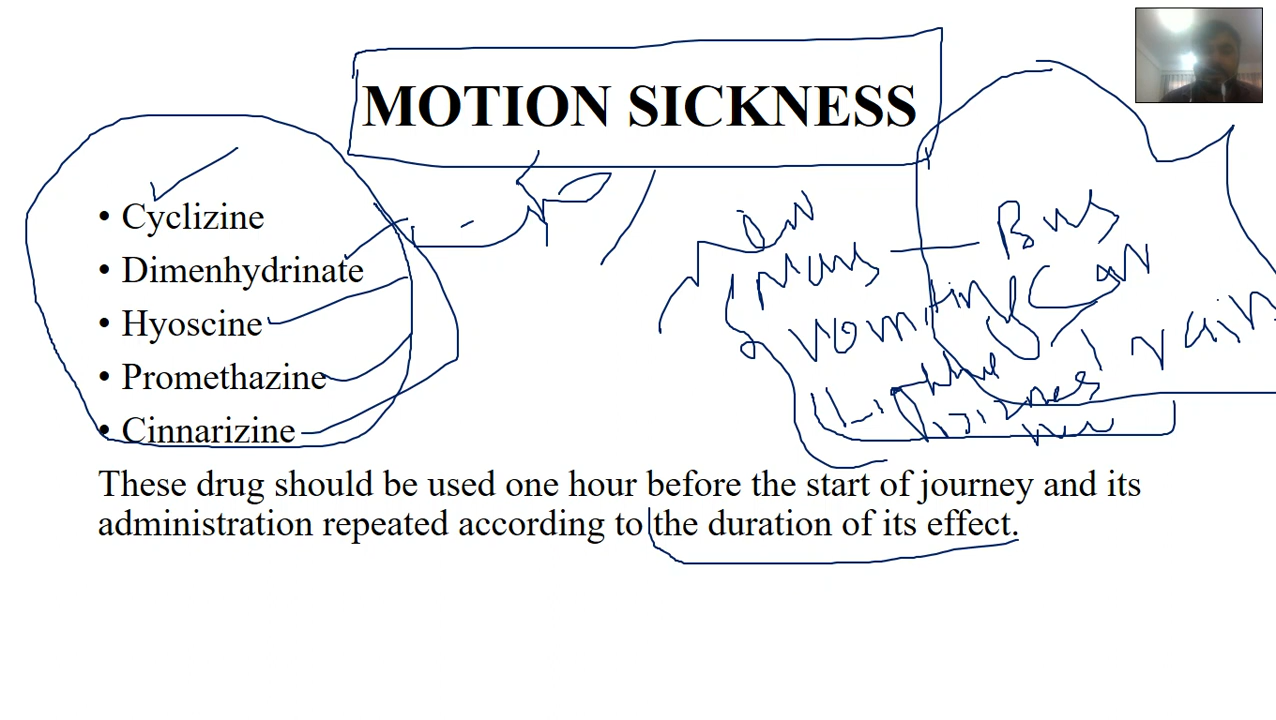 MOTION SICKNESS
• Cyclizine
• Dimenhydrinate
• Hyoscine
• Promethazine
• Cinnarizine
Bus
Car
These drug should be used one hour before the start of journey and its
administration repeated according to the duration of its effect.